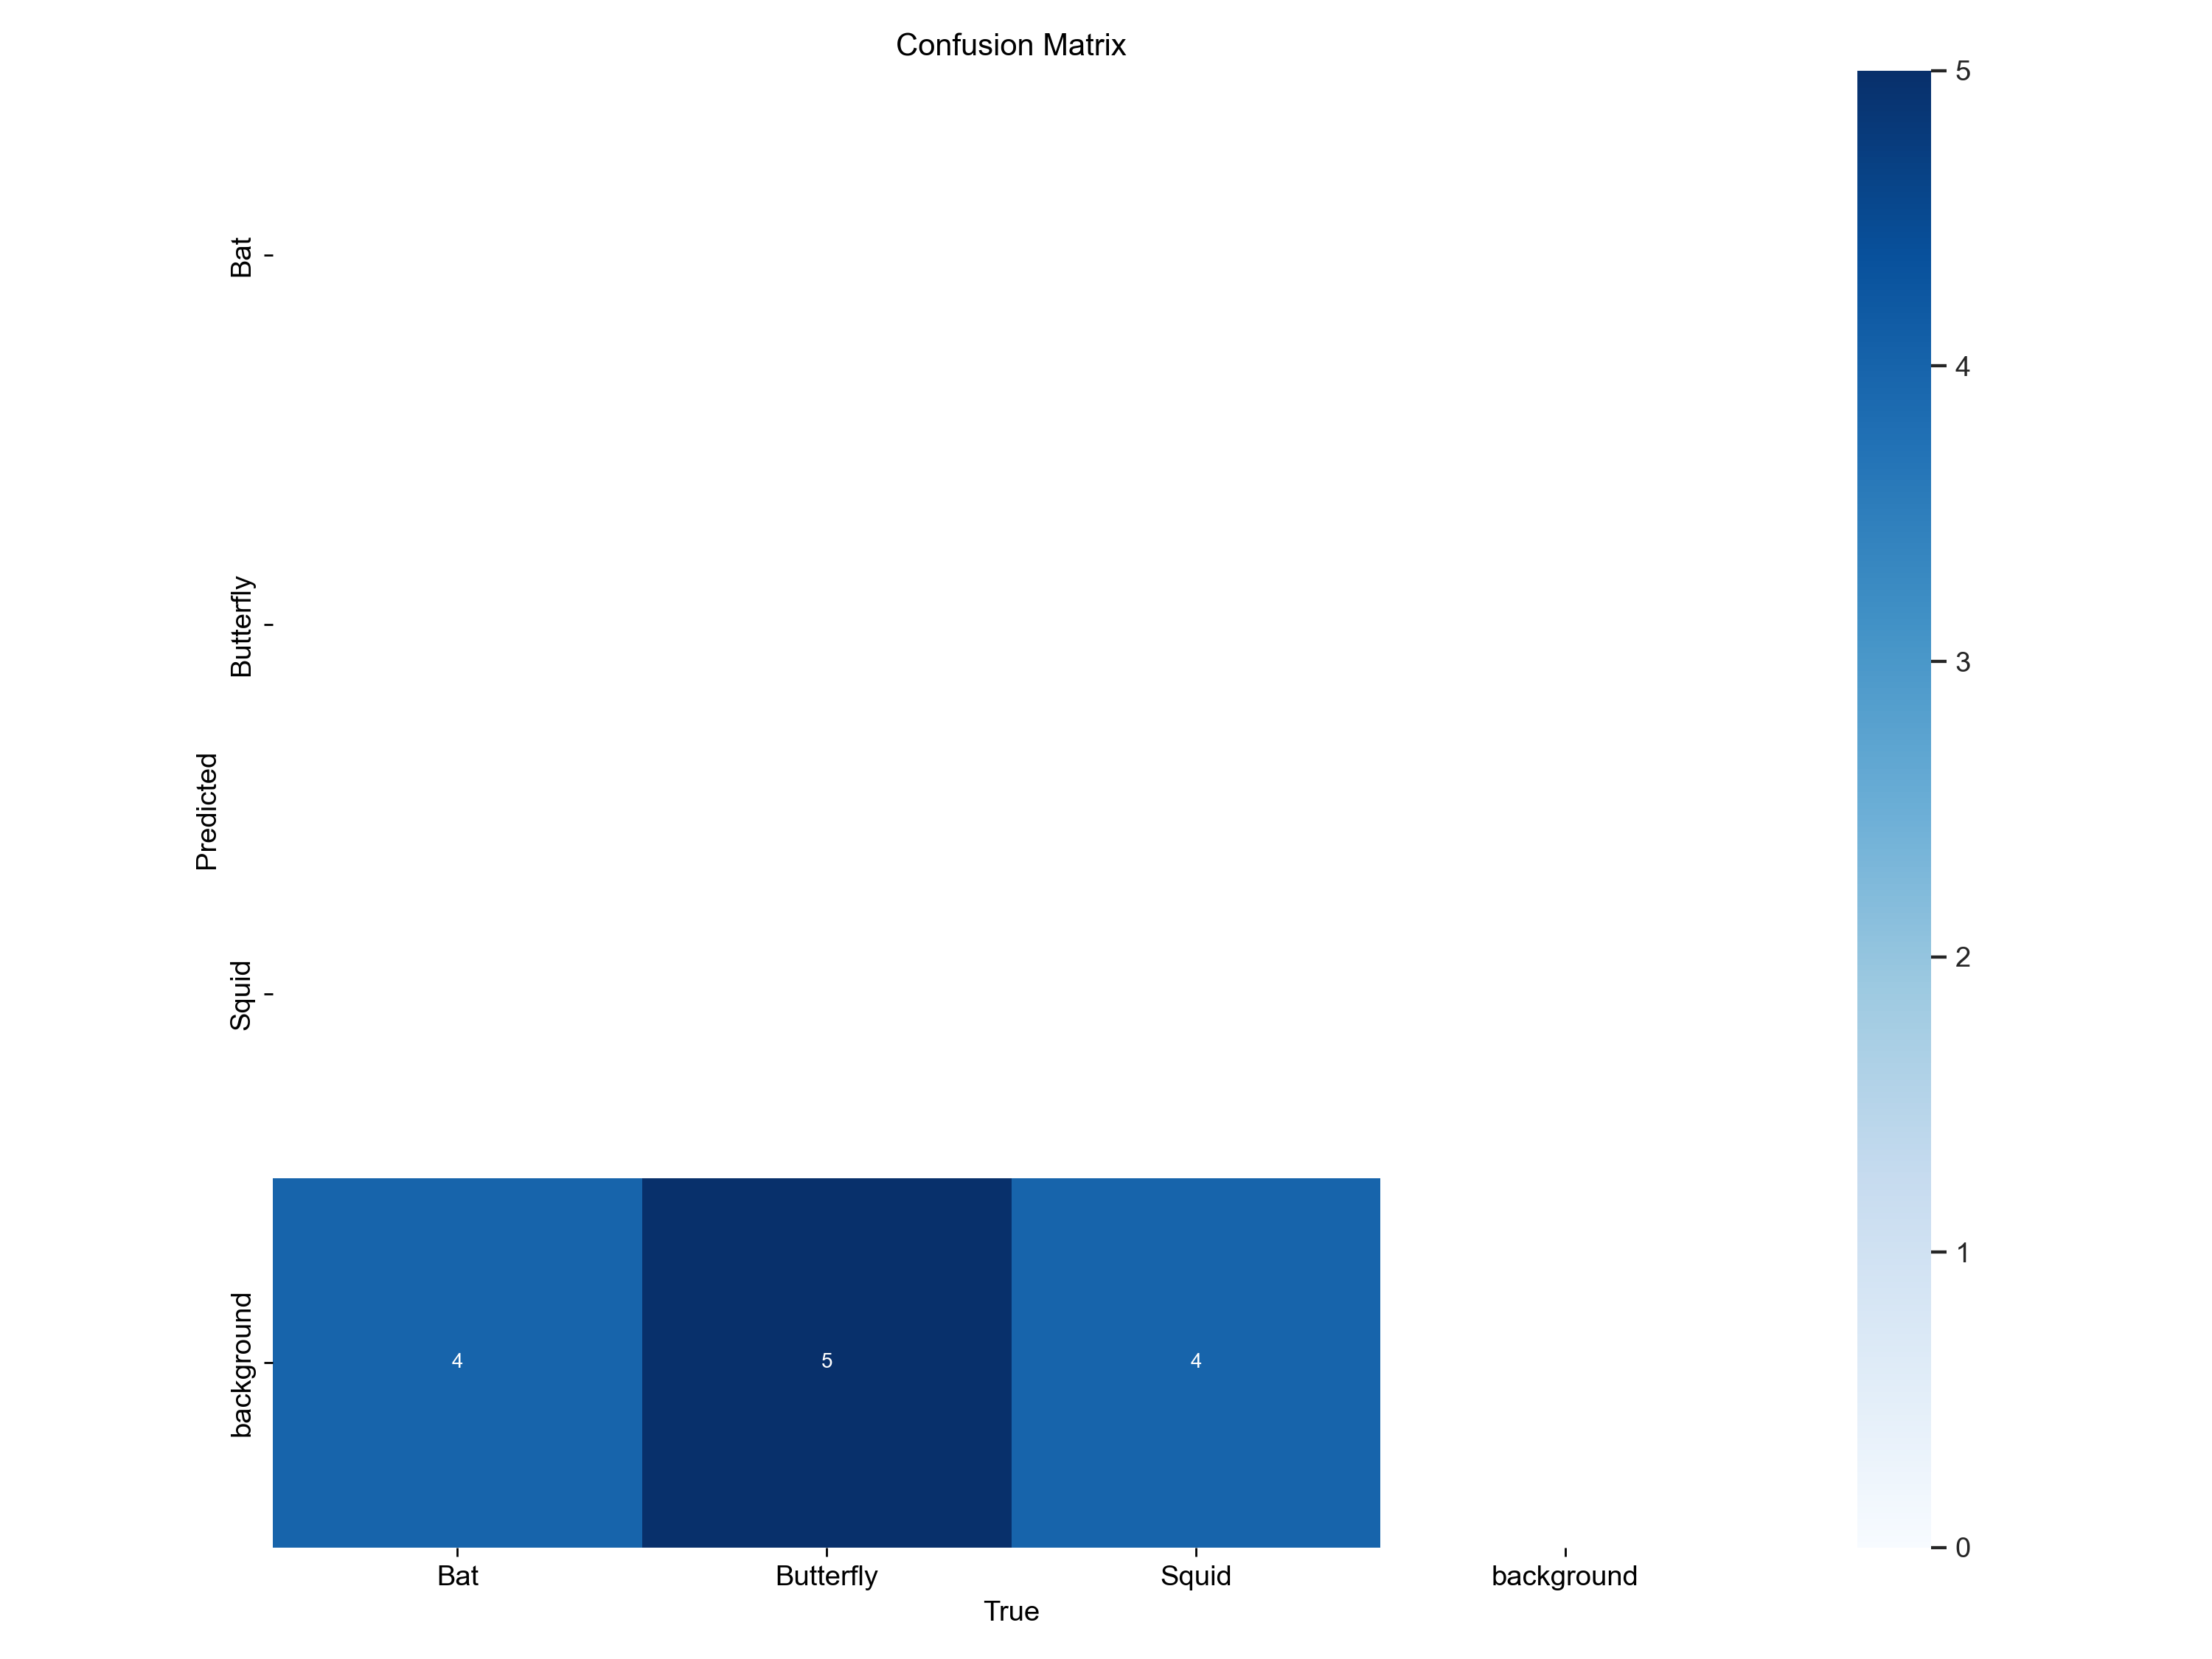 Confusion Matrix
Bat
Butterfly
Squid
background
Predicted
4
5
4
Bat
Butterfly
Squid
background
True
5
4
3
2
1
0